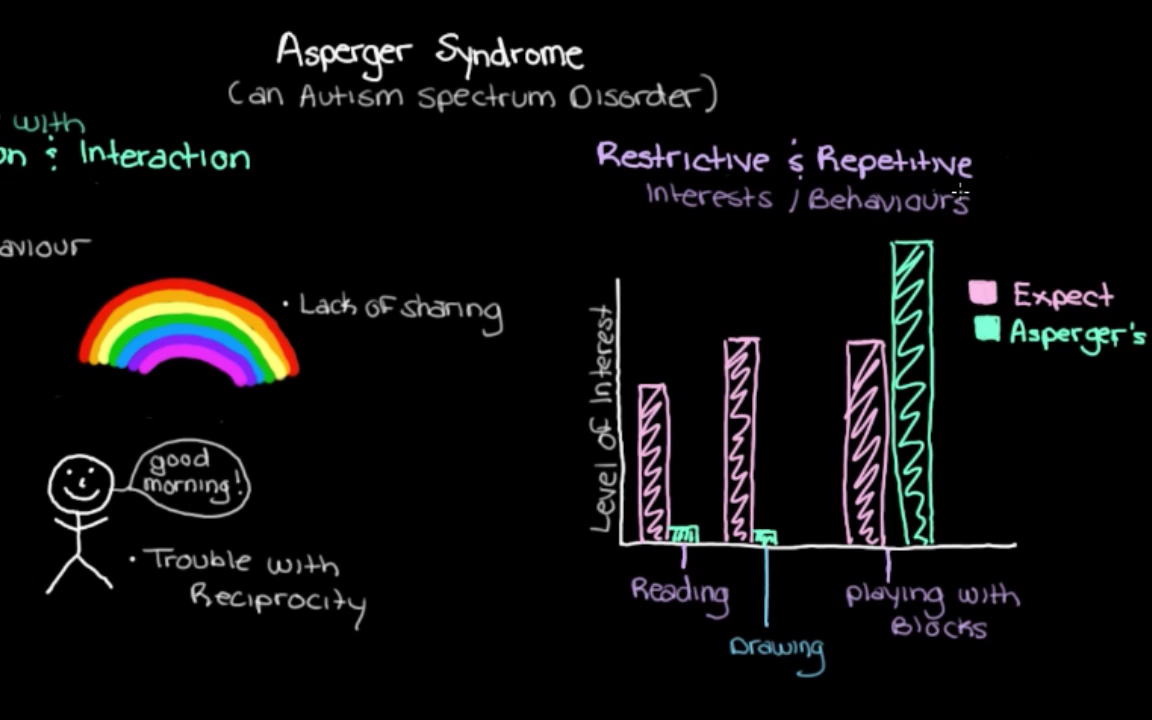 Asperger Syndrome
(an Autism Spectrum Disorder)
with
on & Interaction
aviour
• Lack of sharing
good
morning!
• Trouble with
Reciprocity
Restrictive & Repetitive
Interests / Behaviours
Level of Interest
Expect
Asperger's
Reading
Drawing
playing with
Blocks